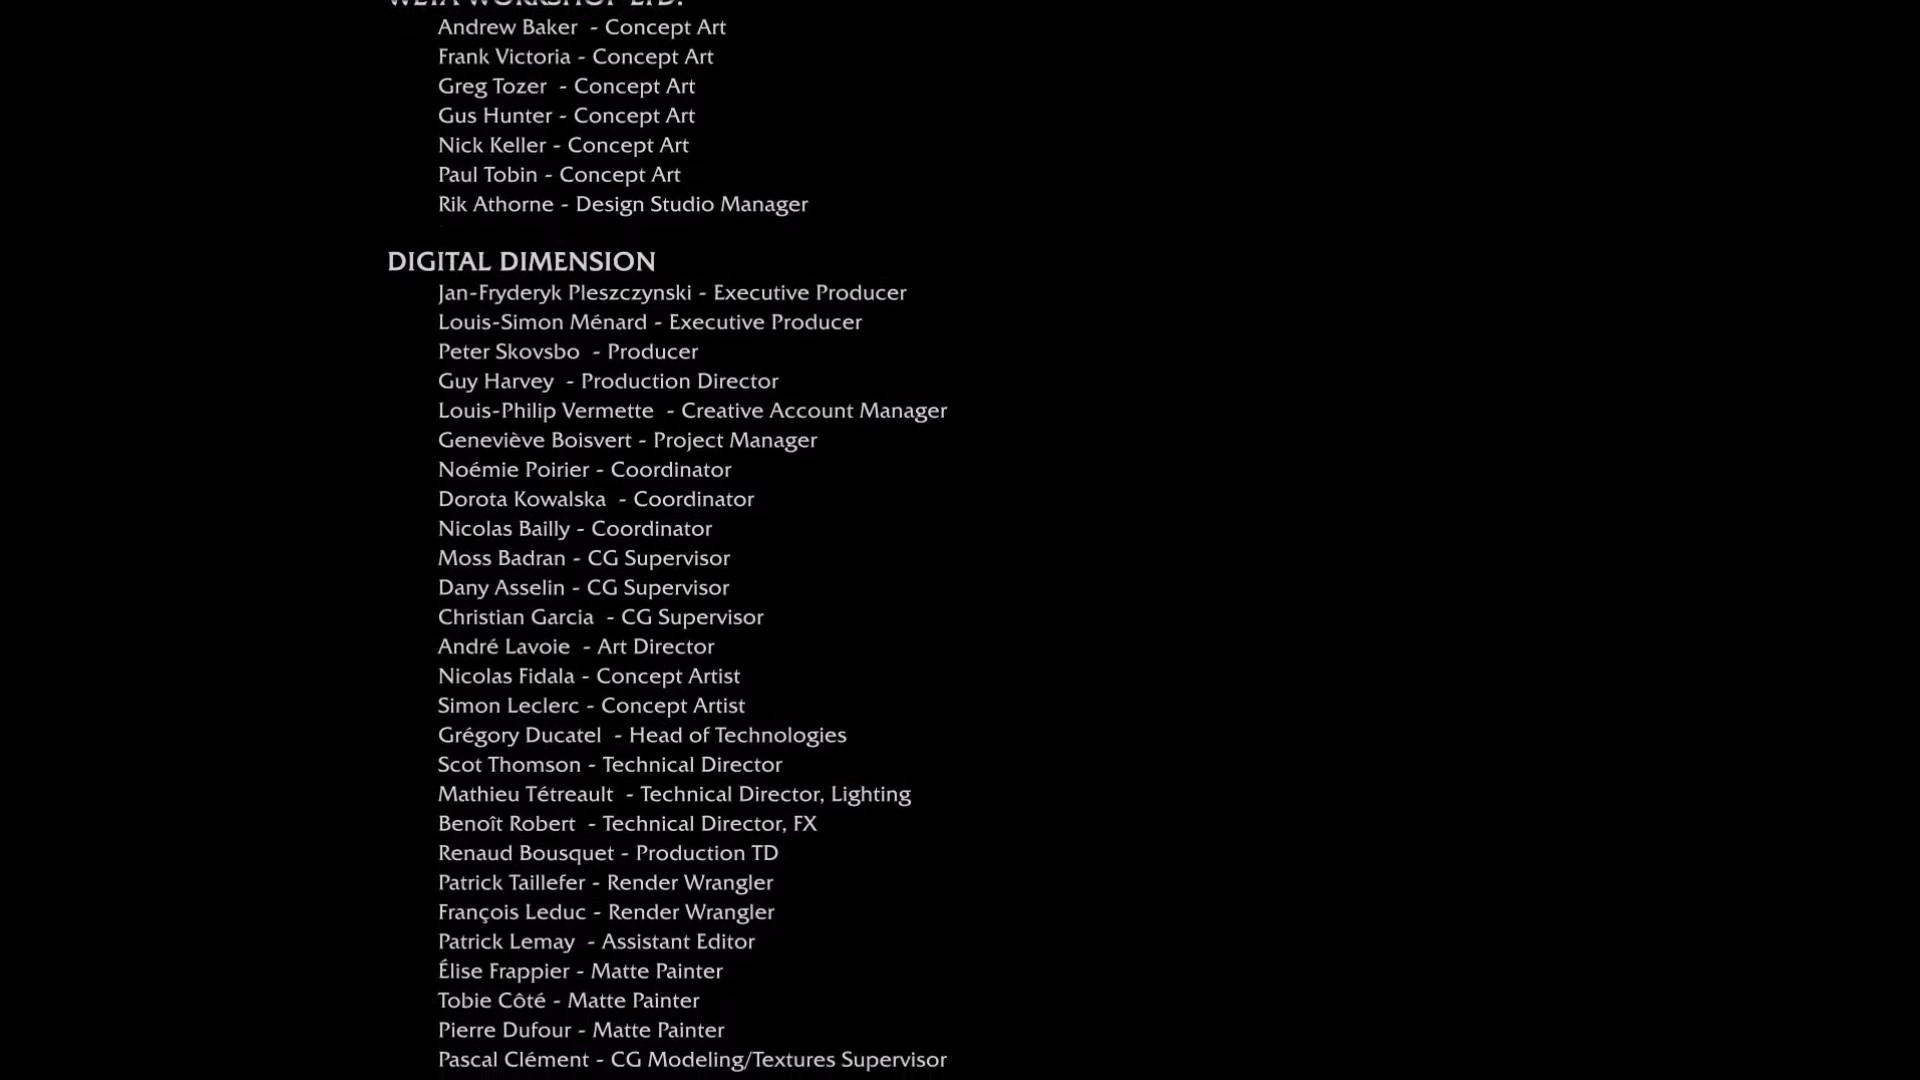 WETA WORKSHOP LTD.
Andrew Baker - Concept Art
Frank Victoria - Concept Art
Greg Tozer - Concept Art
Gus Hunter - Concept Art
Nick Keller - Concept Art
Paul Tobin - Concept Art
Rik Athorne - Design Studio Manager
DIGITAL DIMENSION
Jan-Fryderyk Pleszczynski - Executive Producer
Louis-Simon Ménard - Executive Producer
Peter Skovsbo - Producer
Guy Harvey - Production Director
Louis-Philip Vermette - Creative Account Manager
Geneviève Boisvert - Project Manager
Noémie Poirier - Coordinator
Dorota Kowalska - Coordinator
Nicolas Bailly - Coordinator
Moss Badran - CG Supervisor
Dany Asselin - CG Supervisor
Christian Garcia - CG Supervisor
André Lavoie - Art Director
Nicolas Fidala - Concept Artist
Simon Leclerc - Concept Artist
Grégory Ducatel - Head of Technologies
Scot Thomson - Technical Director
Mathieu Tétreault - Technical Director, Lighting
Benoît Robert - Technical Director, FX
Renaud Bousquet - Production TD
Patrick Taillefer - Render Wrangler
François Leduc - Render Wrangler
Patrick Lemay - Assistant Editor
Élise Frappier - Matte Painter
Tobie Côté - Matte Painter
Pierre Dufour - Matte Painter
Pascal Clément - CG Modeling/Textures Supervisor